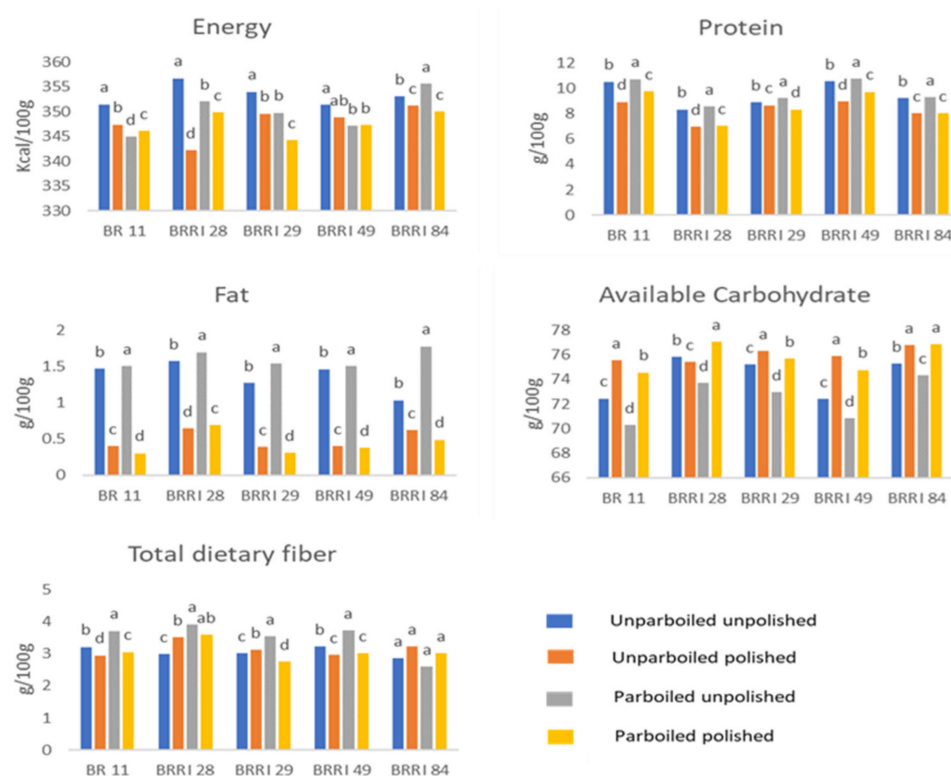 Energy
Kcal/100g
360
355
350
345
340
335
330
a b d c
a d b c
a b b c
a ab b b
b c a c
BR 11 BRRI 28 BRRI 29 BRRI 49 BRRI 84
Protein
g/100g
12
10
8
6
4
2
0
b d a c
b c a c
b c a d
b d a c
b c a c
BR 11 BRRI 28 BRRI 29 BRRI 49 BRRI 84
Fat
g/100g
2
1.5
1
0.5
0
b c a d
b d a c
b c a d
b c a d
b c a d
BR 11 BRRI 28 BRRI 29 BRRI 49 BRRI 84
Available Carbohydrate
g/100g
78
76
74
72
70
68
66
c a d b
b c d a
c a d b
c a d b
b a c a
BR 11 BRRI 28 BRRI 29 BRRI 49 BRRI 84
Total dietary fiber
g/100g
5
4
3
2
1
0
b d a c
c b a ab
c b a d
b c a c
a a a a
BR 11 BRRI 28 BRRI 29 BRRI 49 BRRI 84
Unparboiled unpolished
Unparboiled polished
Parboiled unpolished
Parboiled polished